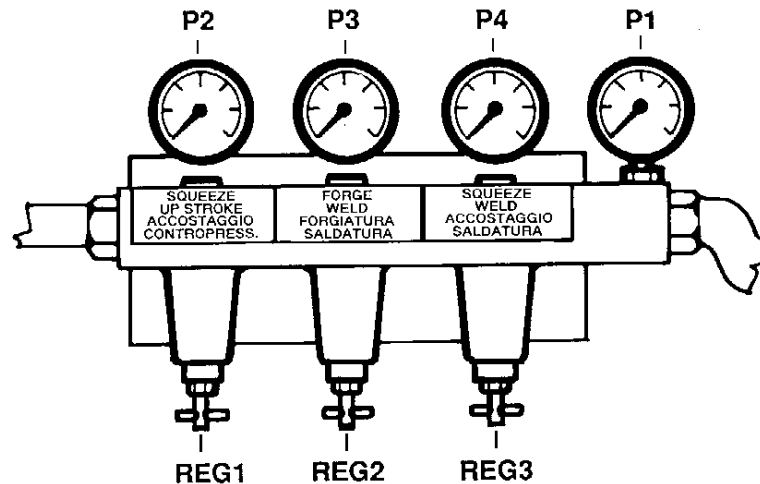 P2 P3 P4 P1
SQUEEZE
UP STROKE
ACCOSTAGGIO
CONTROPRESS.
FORGE
WELD
FORGIATURA
SALDATURA
SQUEEZE
WELD
ACCOSTAGGIO
SALDATURA
REG1 REG2 REG3